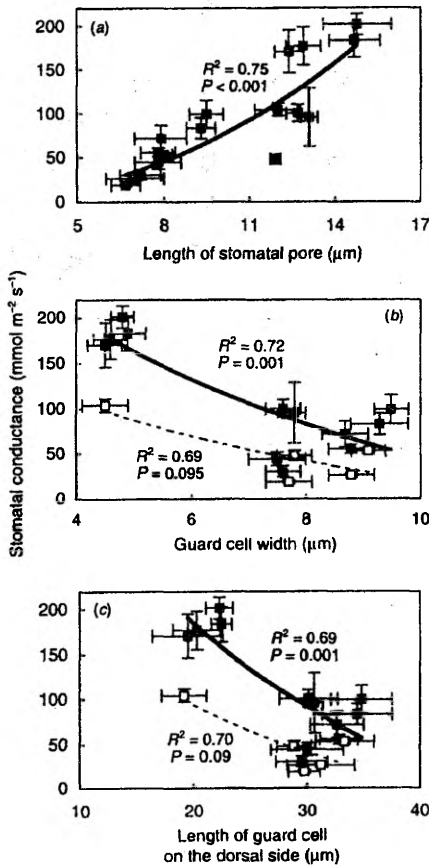 (a)
200
R² = 0.75
P < 0.001
150
100
50
0
5 8 11 14 17
Length of stomatal pore (µm)
Stomatal conductance (mmol m⁻² s⁻¹)
(b)
200
R² = 0.72
P = 0.001
150
100
50
R² = 0.69
P = 0.095
0
4 6 8 10
Guard cell width (µm)
(c)
200
R² = 0.69
P = 0.001
150
100
50
R² = 0.70
P = 0.09
0
10 20 30 40
Length of guard cell
on the dorsal side (µm)